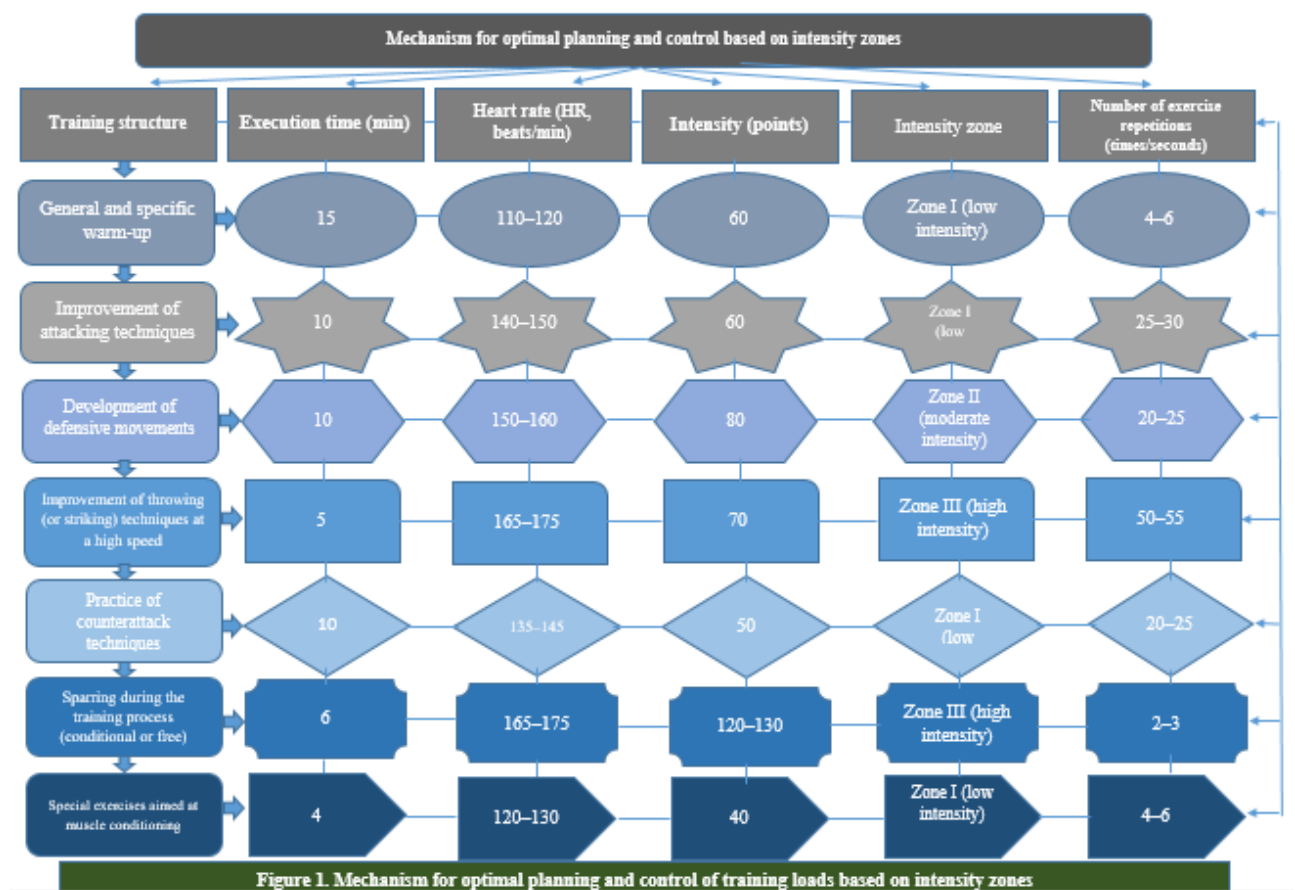 Mechanism for optimal planning and control based on intensity zones
Training structure
Execution time (min)
Heart rate (HR,
beats/min)
Intensity (points)
Intensity zone
Number of exercise
repetitions
(times/seconds)
General and specific
warm-up
15
110–120
60
Zone I (low
intensity)
4–6
Improvement of
attacking techniques
10
140–150
60
Zone I
(low
25–30
Development of
defensive movements
10
150–160
80
Zone II
(moderate
intensity)
20–25
Improvement of throwing
(or striking) techniques at
a high speed
5
165–175
70
Zone III (high
intensity)
50–55
Practice of
counterattack
techniques
10
135–145
50
Zone I
(low
20–25
Sparring during the
training process
(conditional or free)
6
165–175
120–130
Zone III (high
intensity)
2–3
Special exercises aimed at
muscle conditioning
4
120–130
40
Zone I (low
intensity)
4–6
Figure 1. Mechanism for optimal planning and control of training loads based on intensity zones